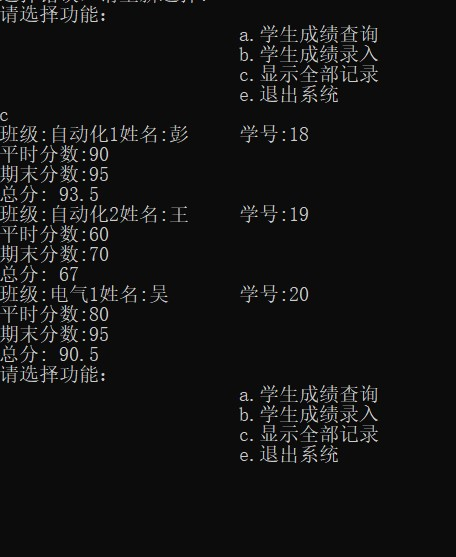 请选择功能：
a.学生成绩查询
b.学生成绩录入
c.显示全部记录
e.退出系统
c
班级:自动化1姓名:彭 学号:18
平时分数:90
期末分数:95
总分: 93.5
班级:自动化2姓名:王 学号:19
平时分数:60
期末分数:70
总分: 67
班级:电气1姓名:吴 学号:20
平时分数:80
期末分数:95
总分: 90.5
请选择功能：
a.学生成绩查询
b.学生成绩录入
c.显示全部记录
e.退出系统